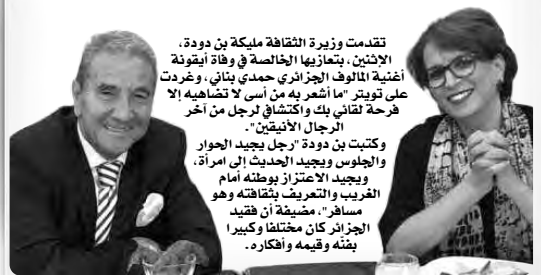 تقدمت وزيرة الثقافة مليكة بن دودة،
الإثنين، بتعازيها الخالصة في وفاة أيقونة
أغنية المالوف الجزائري حمدي بناني، وغردت
على تويتر "ما أشعر به من أسى لا تضاهيه إلا
فرحة لقائي بك واكتشافي لرجل من آخر
الرجال الأنيقين".
وكتبت بن دودة "رجل يجيد الحوار
والجلوس ويجيد الحديث إلى امرأة،
ويجيد الاعتزاز بوطنه أمام
الغريب والتعريف بثقافته وهو
مسافر"، مضيفة أن فقيد
الجزائر كان مختلفا وكبيرا
بفنّه وقيمه وأفكاره.